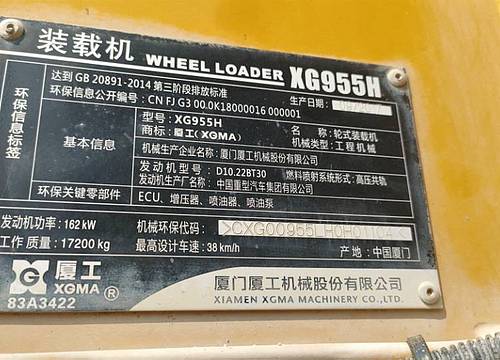 装载机 WHEEL LOADER XG955H
达到 GB 20891-2014 第三阶段排放标准
环保信息公开编号: CN FJ G3 00.0K18000016 000001
生产日期:
环保信息标签
基本信息
型号: XG955H
商标: 厦工(XGMA)
名 称: 轮式装载机
机械类型: 工程机械
机械生产企业名称: 厦门厦工机械股份有限公司
发动机型号: D10.22BT30
燃料喷射系统形式: 高压共轨
发动机生产厂名称: 中国重型汽车集团有限公司
环保关键零部件
ECU、增压器、喷油器、喷油泵
发动机功率: 162 kW
机械环保代码:
工作 质量: 17200 kg
最高设计车速: 38 km/h
产 地: 中国厦门
厦工
XGMA ®
83A3422
厦门厦工机械股份有限公司
XIAMEN XGMA MACHINERY CO.,LTD.